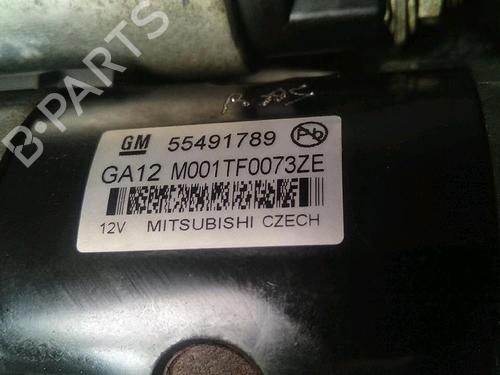 GM 55491789 Pb
GA12 M001TF0073ZE
12V MITSUBISHI CZECH
B-PARTS